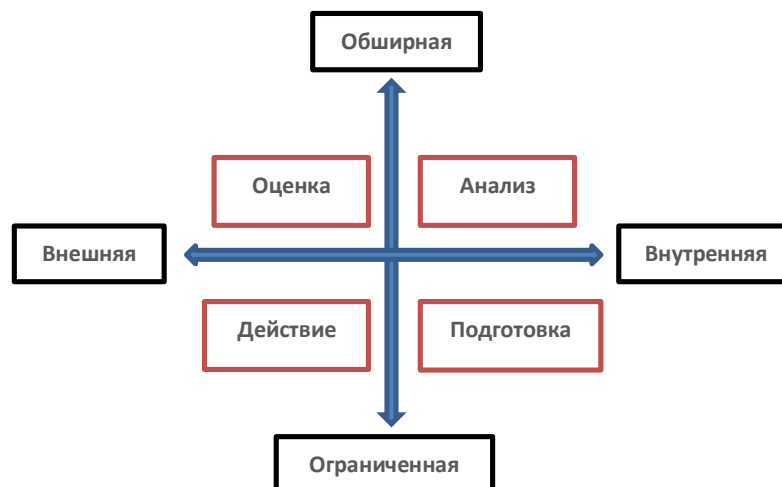 Обширная
Оценка
Анализ
Внешняя
Внутренняя
Действие
Подготовка
Ограниченная